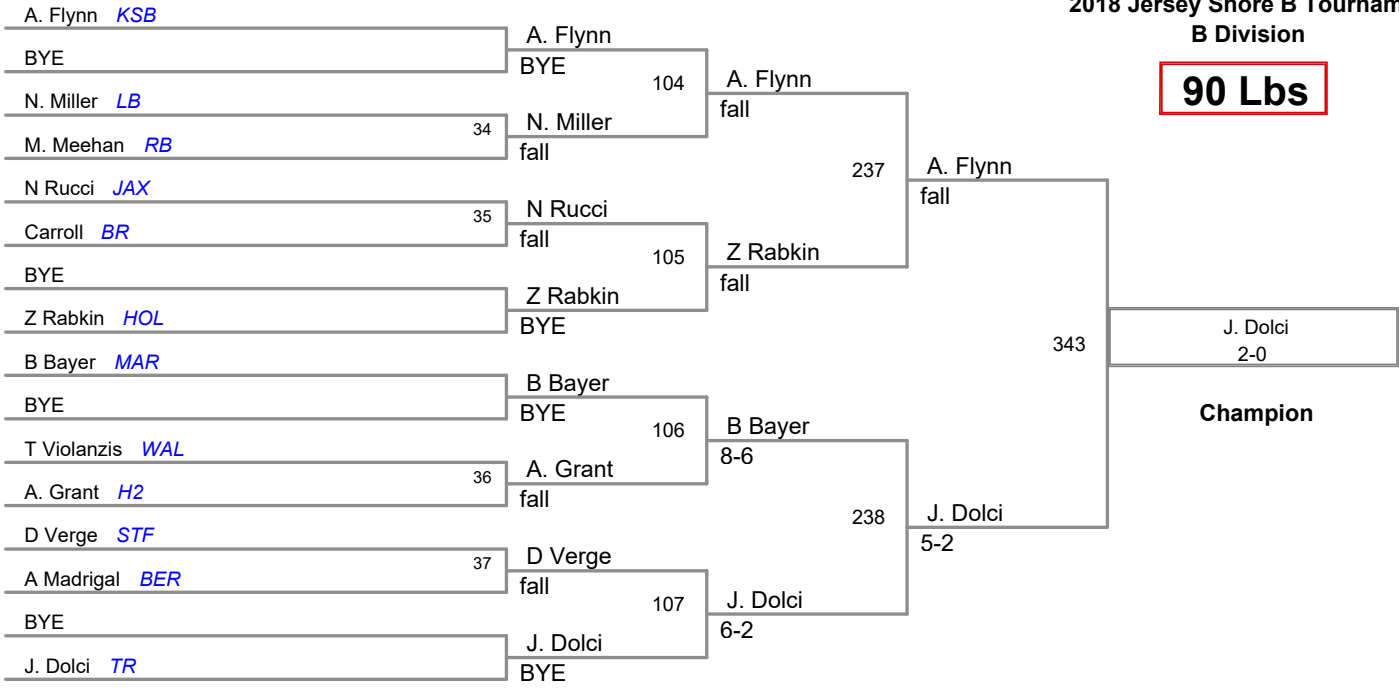 2018 Jersey Shore B Tournam
B Division
90 Lbs
A. Flynn KSB
BYE
N. Miller LB
M. Meehan RB
N Rucci JAX
Carroll BR
BYE
Z Rabkin HOL
B Bayer MAR
BYE
T Violanzis WAL
A. Grant H2
D Verge STF
A Madrigal BER
BYE
J. Dolci TR
34
35
36
37
A. Flynn
BYE
N. Miller
fall
N Rucci
fall
Z Rabkin
BYE
B Bayer
BYE
A. Grant
fall
D Verge
fall
J. Dolci
BYE
104
105
106
107
A. Flynn
fall
Z Rabkin
fall
B Bayer
8-6
J. Dolci
6-2
237
238
A. Flynn
fall
J. Dolci
5-2
343
J. Dolci
2-0
Champion